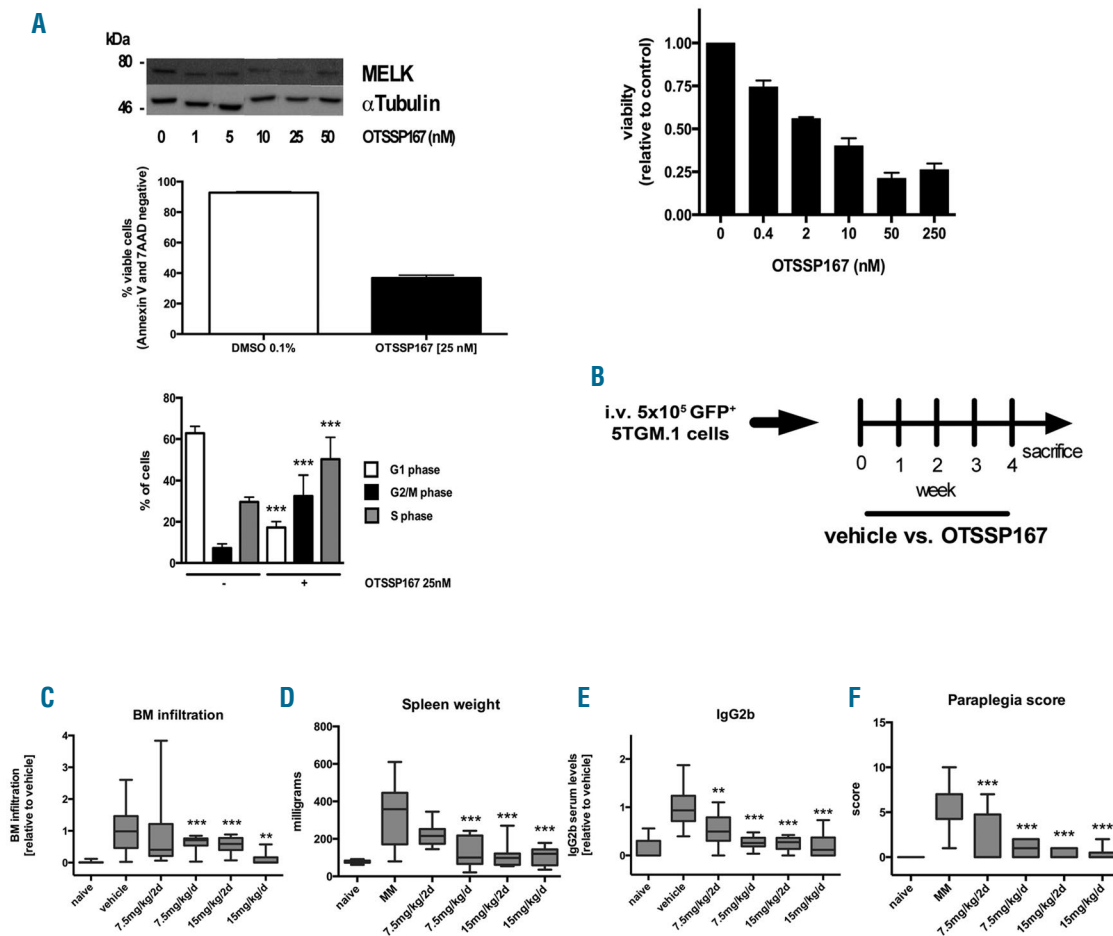 A
kDa
80 -
MELK
46 -
αTubulin
0 1 5 10 25 50 OTSSP167 (nM)
% viable cells
(Annexin V and 7AAD negative)
100
80
60
40
20
0
DMSO 0.1%
OTSSP167 [25 nM]
% of cells
60
40
20
0
***
***
***
G1 phase
G2/M phase
S phase
-
+
OTSSP167 25nM
viabilty
(relative to control)
1.00
0.75
0.50
0.25
0.00
0 0.4 2 10 50 250
OTSSP167 (nM)
B
i.v. 5x10⁵ GFP⁺
5TGM.1 cells
0 1 2 3 4 sacrifice
week
vehicle vs. OTSSP167
C
BM infiltration
BM infiltration
[relative to vehicle]
4
3
2
1
0
*** *** **
naive
vehicle
7.5mg/kg/2d
7.5mg/kg/d
15mg/kg/2d
15mg/kg/d
D
Spleen weight
milligrams
800
600
400
200
0
*** *** ***
naive
MM
7.5mg/kg/2d
7.5mg/kg/d
15mg/kg/2d
15mg/kg/d
E
IgG2b
IgG2b serum levels
[relative to vehicle]
2
1
0
** *** *** ***
naive
vehicle
7.5mg/kg/2d
7.5mg/kg/d
15mg/kg/2d
15mg/kg/d
F
Paraplegia score
score
15
10
5
0
*** *** *** ***
naive
MM
7.5mg/kg/2d
7.5mg/kg/d
15mg/kg/2d
15mg/kg/d